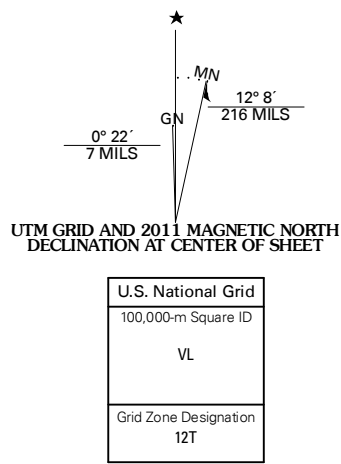 ★
MN
GN
12° 8´
216 MILS
0° 22´
7 MILS
UTM GRID AND 2011 MAGNETIC NORTH
DECLINATION AT CENTER OF SHEET
U.S. National Grid
100,000-m Square ID
VL
Grid Zone Designation
12T